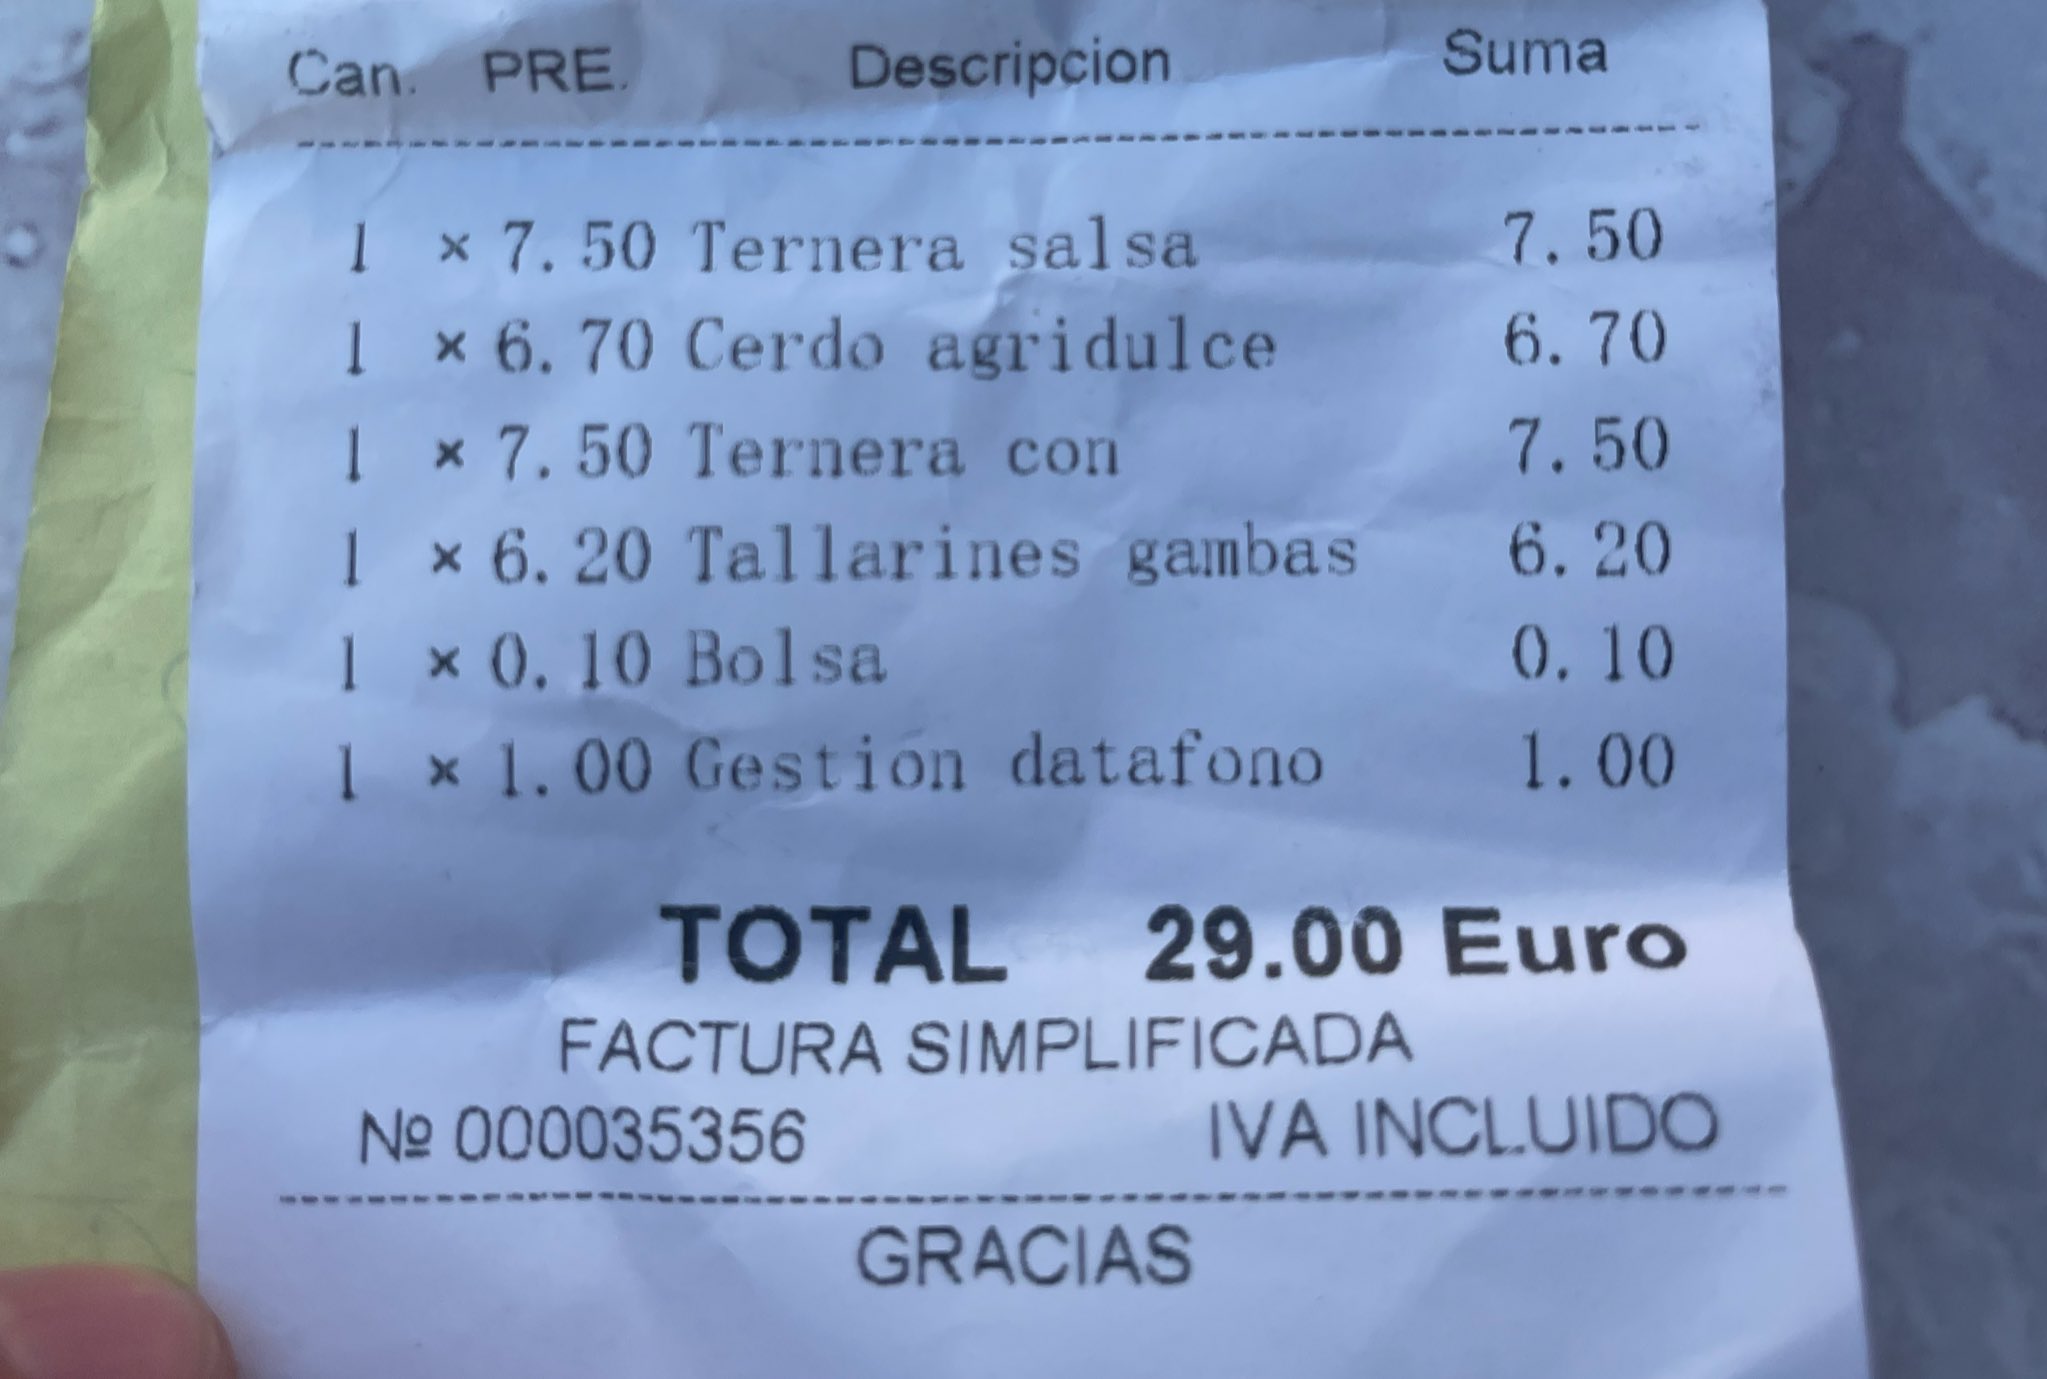 Can. PRE. Descripcion Suma
1 × 7.50 Ternera salsa 7.50
1 × 6.70 Cerdo agridulce 6.70
1 × 7.50 Ternera con 7.50
1 × 6.20 Tallarines gambas 6.20
1 × 0.10 Bolsa 0.10
1 × 1.00 Gestion datafono 1.00
TOTAL 29.00 Euro
FACTURA SIMPLIFICADA
Nº 000035356 IVA INCLUIDO
GRACIAS